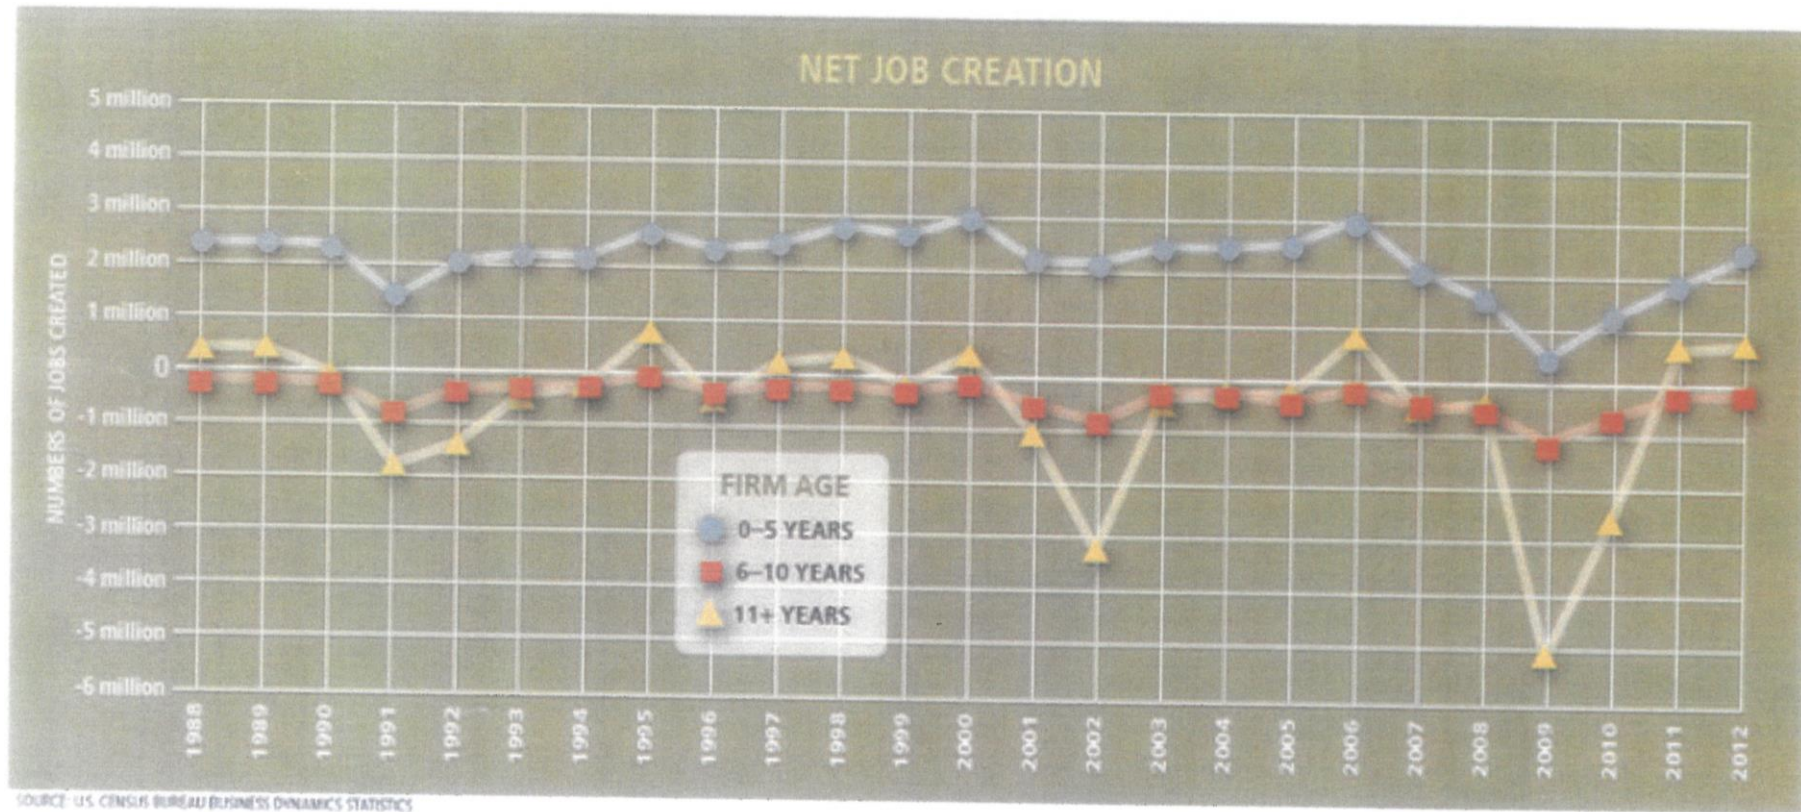 NET JOB CREATION
5 million
4 million
3 million
2 million
1 million
0
-1 million
-2 million
-3 million
-4 million
-5 million
-6 million
NUMBERS OF JOBS CREATED
FIRM AGE
0–5 YEARS
6–10 YEARS
11+ YEARS
1988 1989 1990 1991 1992 1993 1994 1995 1996 1997 1998 1999 2000 2001 2002 2003 2004 2005 2006 2007 2008 2009 2010 2011 2012
SOURCE: U.S. CENSUS BUREAU BUSINESS DYNAMICS STATISTICS